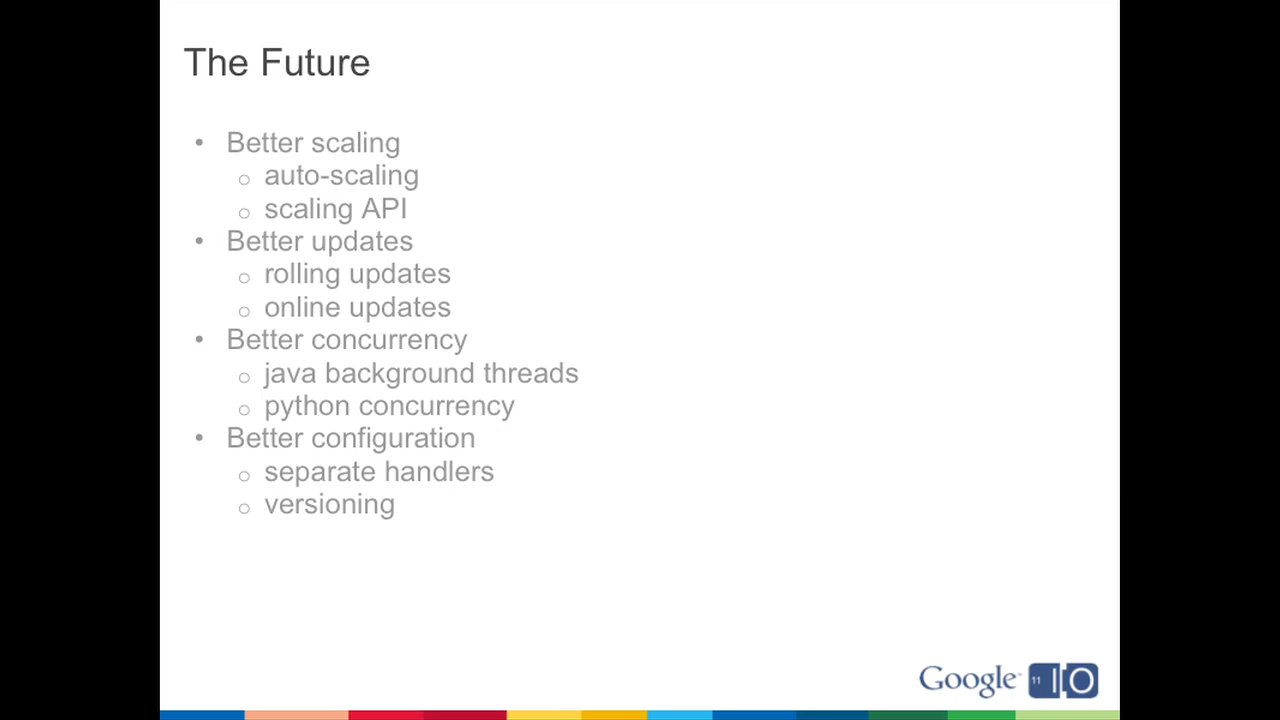 The Future
• Better scaling
o auto-scaling
o scaling API
• Better updates
o rolling updates
o online updates
• Better concurrency
o java background threads
o python concurrency
• Better configuration
o separate handlers
o versioning
Google 11 IO